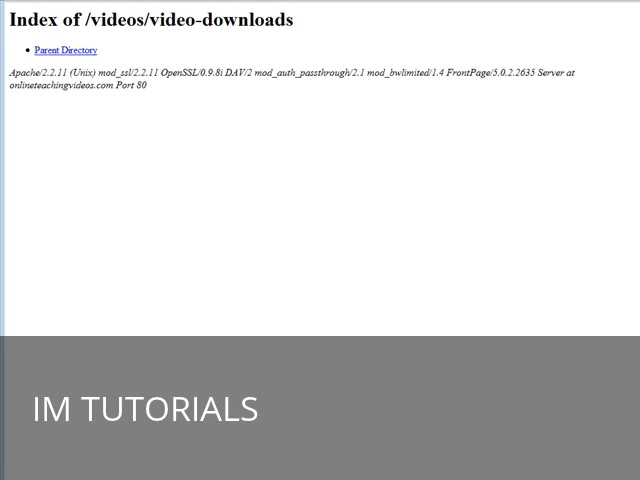 Index of /videos/video-downloads
Parent Directory
Apache/2.2.11 (Unix) mod_ssl/2.2.11 OpenSSL/0.9.8i DAV/2 mod_auth_passthrough/2.1 mod_bwlimited/1.4 FrontPage/5.0.2.2635 Server at
onlineteachingvideos.com Port 80
IM TUTORIALS